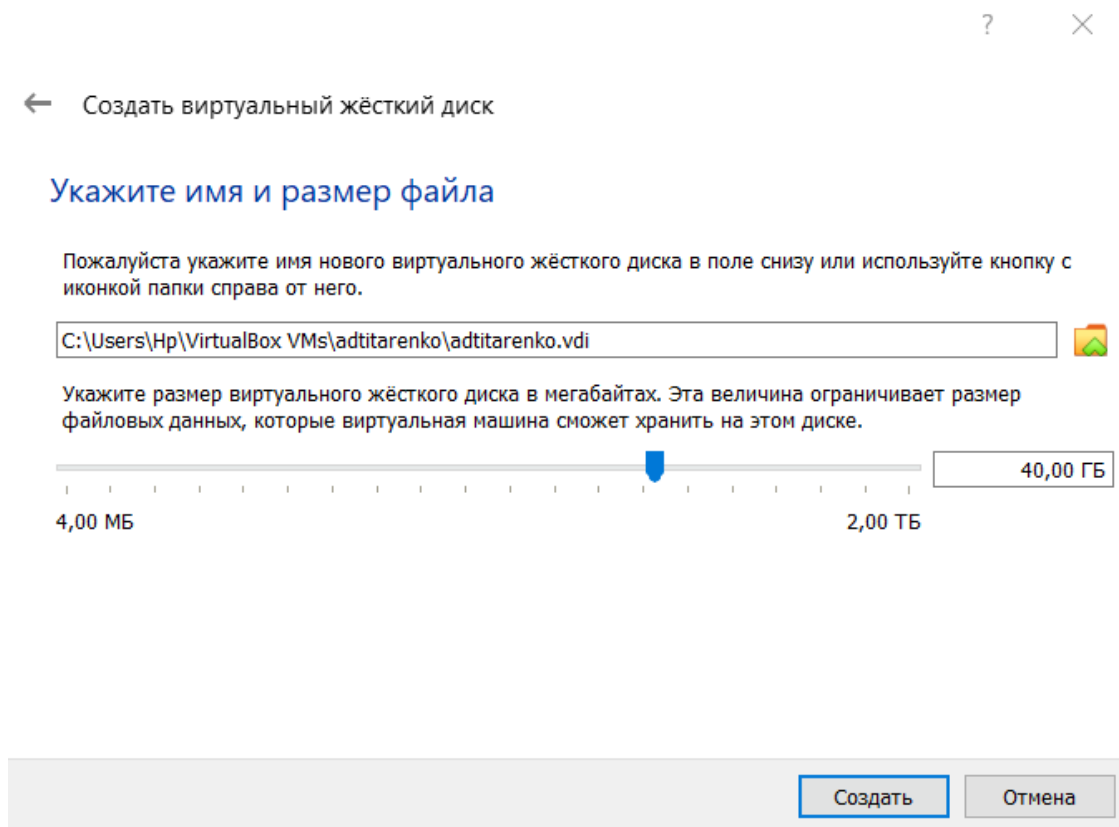 ?
Создать виртуальный жёсткий диск
Укажите имя и размер файла
Пожалуйста укажите имя нового виртуального жёсткого диска в поле снизу или используйте кнопку с
иконкой папки справа от него.
C:\Users\Hp\VirtualBox VMs\adtitarenko\adtitarenko.vdi
Укажите размер виртуального жёсткого диска в мегабайтах. Эта величина ограничивает размер
файловых данных, которые виртуальная машина сможет хранить на этом диске.
40,00 ГБ
4,00 МБ 2,00 ТБ
Создать Отмена